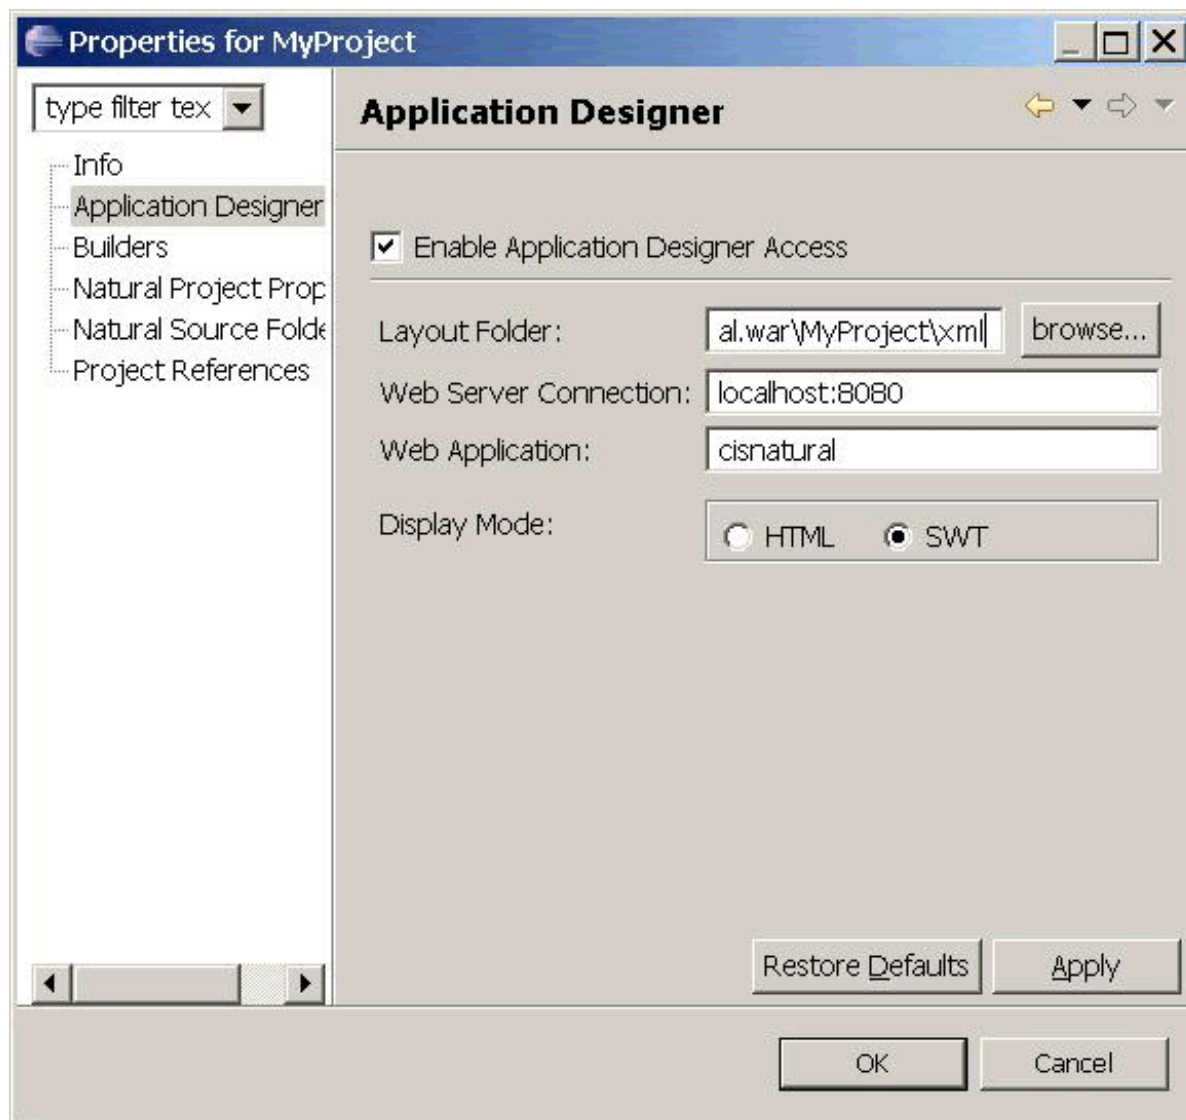 Properties for MyProject
type filter tex
Application Designer
Info
Application Designer
Builders
Natural Project Prop
Natural Source Folde
Project References
Enable Application Designer Access
Layout Folder: al.war\MyProject\xml browse...
Web Server Connection: localhost:8080
Web Application: cisnatural
Display Mode: HTML SWT
Restore Defaults Apply
OK Cancel